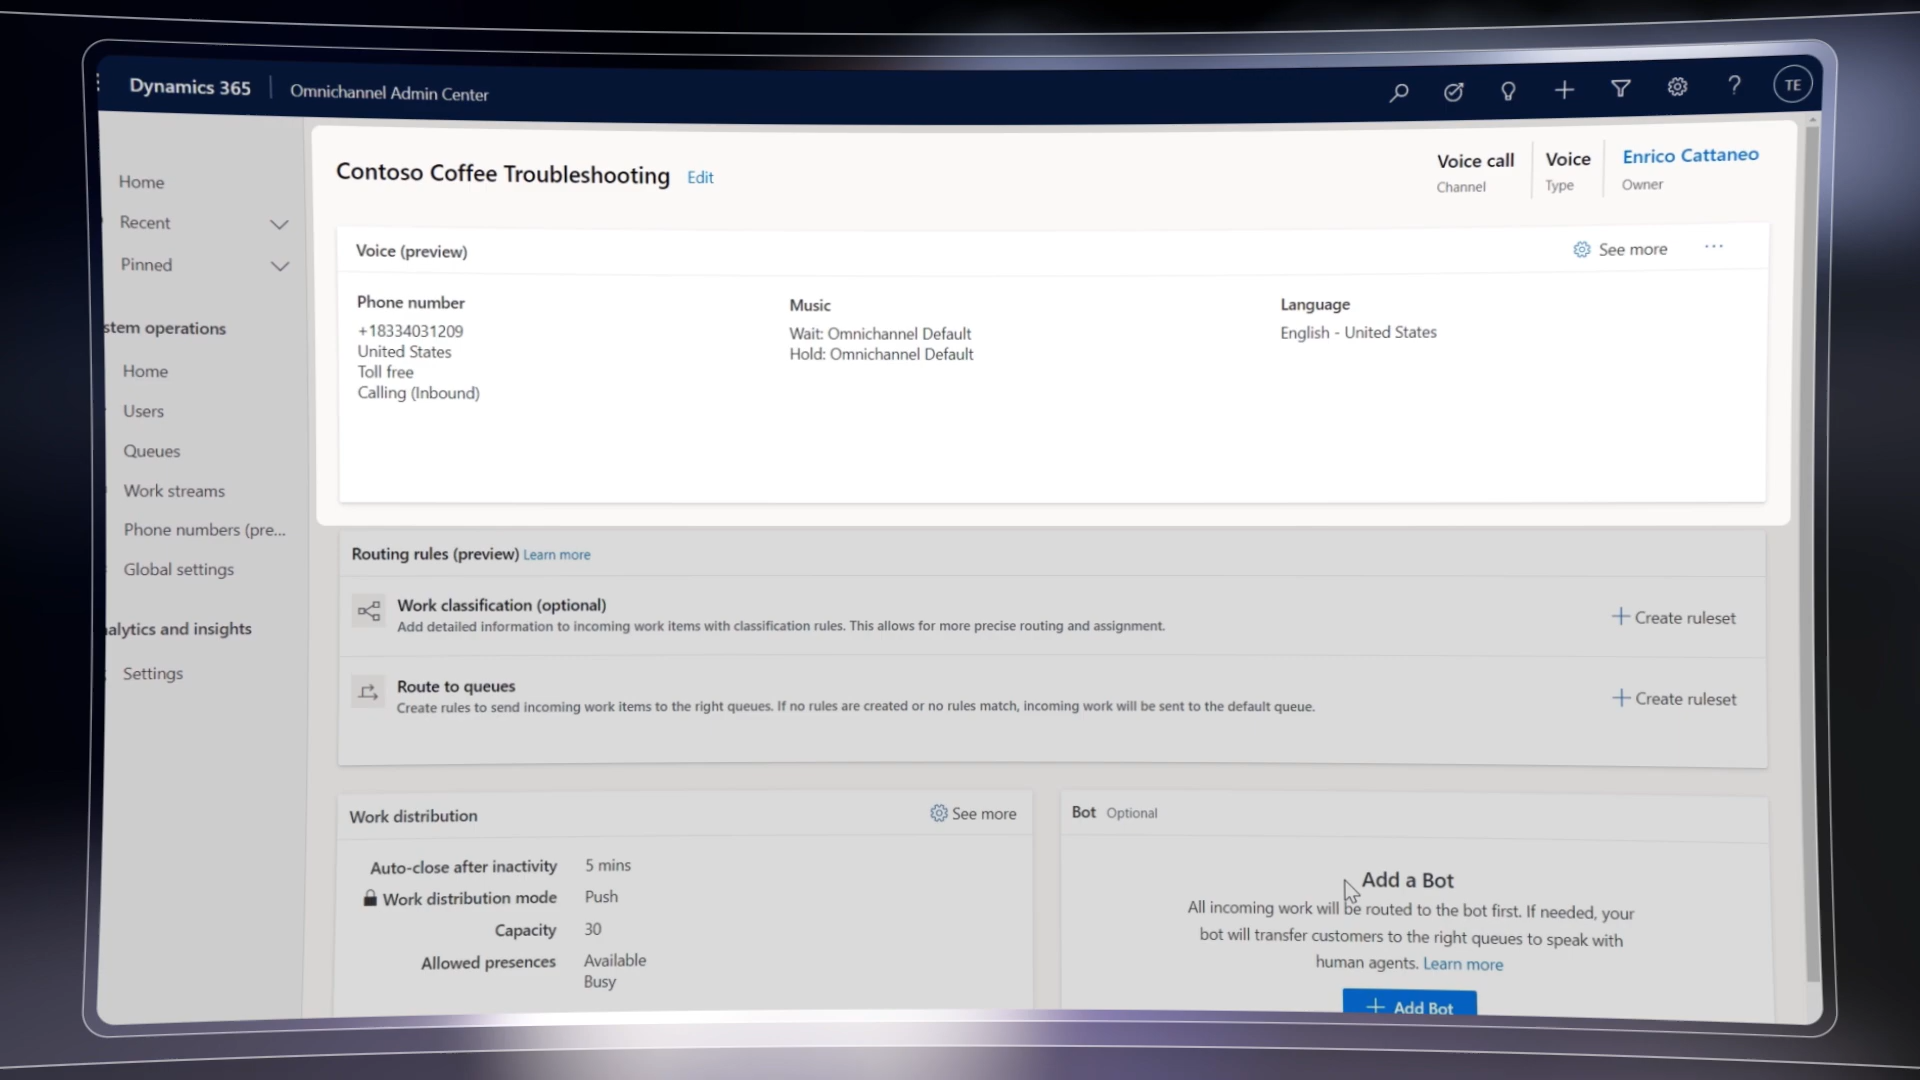 Dynamics 365
Omnichannel Admin Center
TE
Home
Recent
Pinned
stem operations
Home
Users
Queues
Work streams
Phone numbers (pre...
Global settings
alytics and insights
Settings
Contoso Coffee Troubleshooting Edit
Voice call
Channel
Voice
Type
Enrico Cattaneo
Owner
Voice (preview)
See more
Phone number
+18334031209
United States
Toll free
Calling (Inbound)
Music
Wait: Omnichannel Default
Hold: Omnichannel Default
Language
English - United States
Routing rules (preview) Learn more
Work classification (optional)
Add detailed information to incoming work items with classification rules. This allows for more precise routing and assignment.
Create ruleset
Route to queues
Create rules to send incoming work items to the right queues. If no rules are created or no rules match, incoming work will be sent to the default queue.
Create ruleset
Work distribution
See more
Auto-close after inactivity 5 mins
Work distribution mode Push
Capacity 30
Allowed presences Available
Busy
Bot Optional
Add a Bot
All incoming work will be routed to the bot first. If needed, your
bot will transfer customers to the right queues to speak with
human agents. Learn more
Add Bot